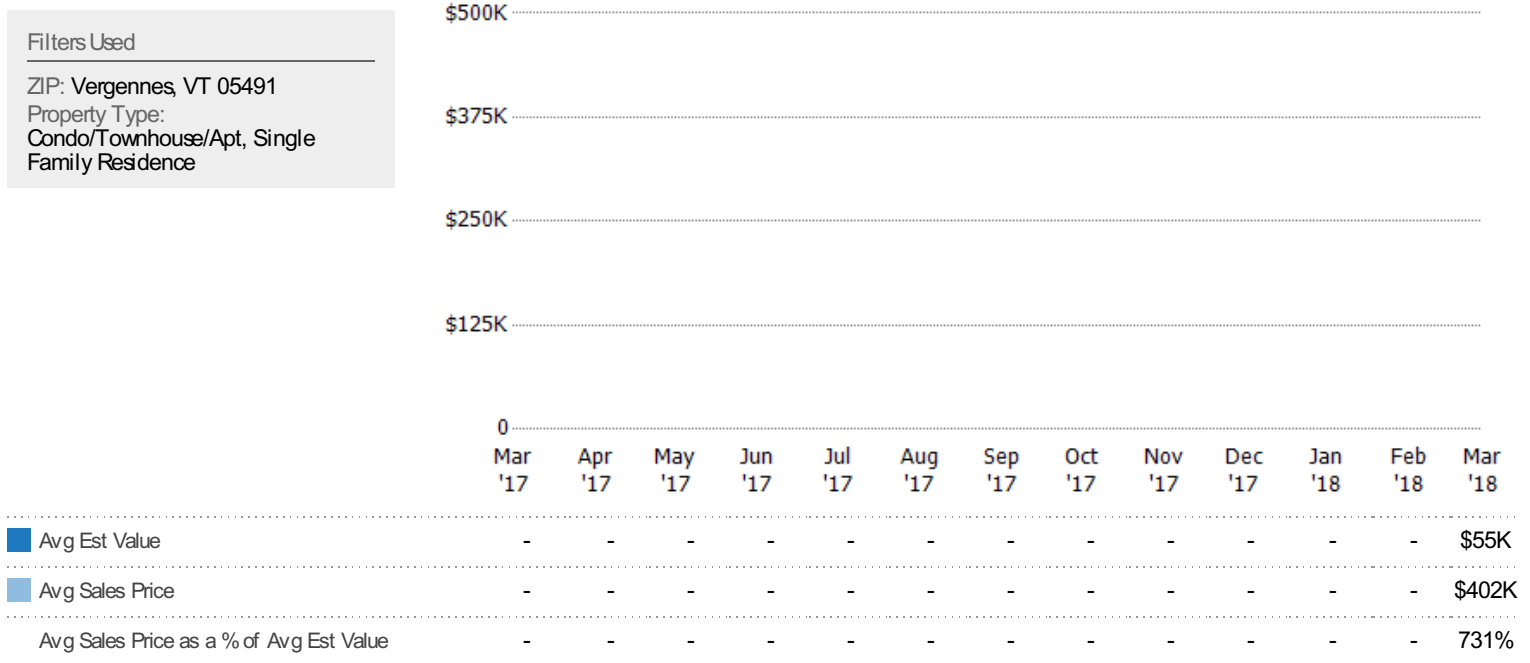 Filters Used
ZIP: Vergennes, VT 05491
Property Type:
Condo/Townhouse/Apt, Single
Family Residence
$500K
$375K
$250K
$125K
0
Mar Apr May Jun Jul Aug Sep Oct Nov Dec Jan Feb Mar
'17 '17 '17 '17 '17 '17 '17 '17 '17 '17 '18 '18 '18
Avg Est Value - - - - - - - - - - - - $55K
Avg Sales Price - - - - - - - - - - - - $402K
Avg Sales Price as a % of Avg Est Value - - - - - - - - - - - - 731%